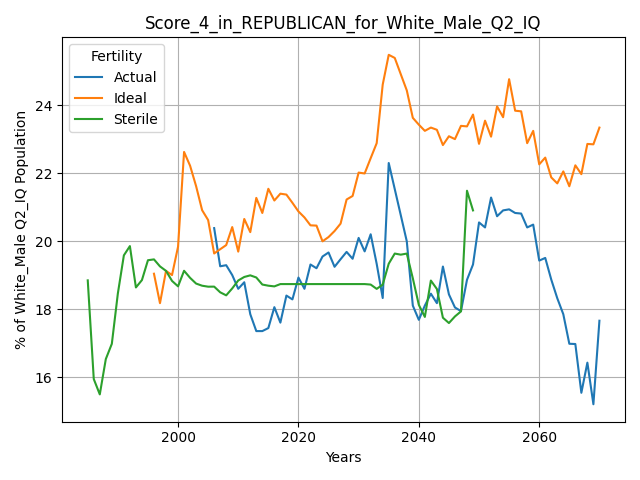 Score_4_in_REPUBLICAN_for_White_Male_Q2_IQ
Fertility
Actual
Ideal
Sterile
% of White_Male Q2_IQ Population
24
22
20
18
16
2000
2020
2040
2060
Years